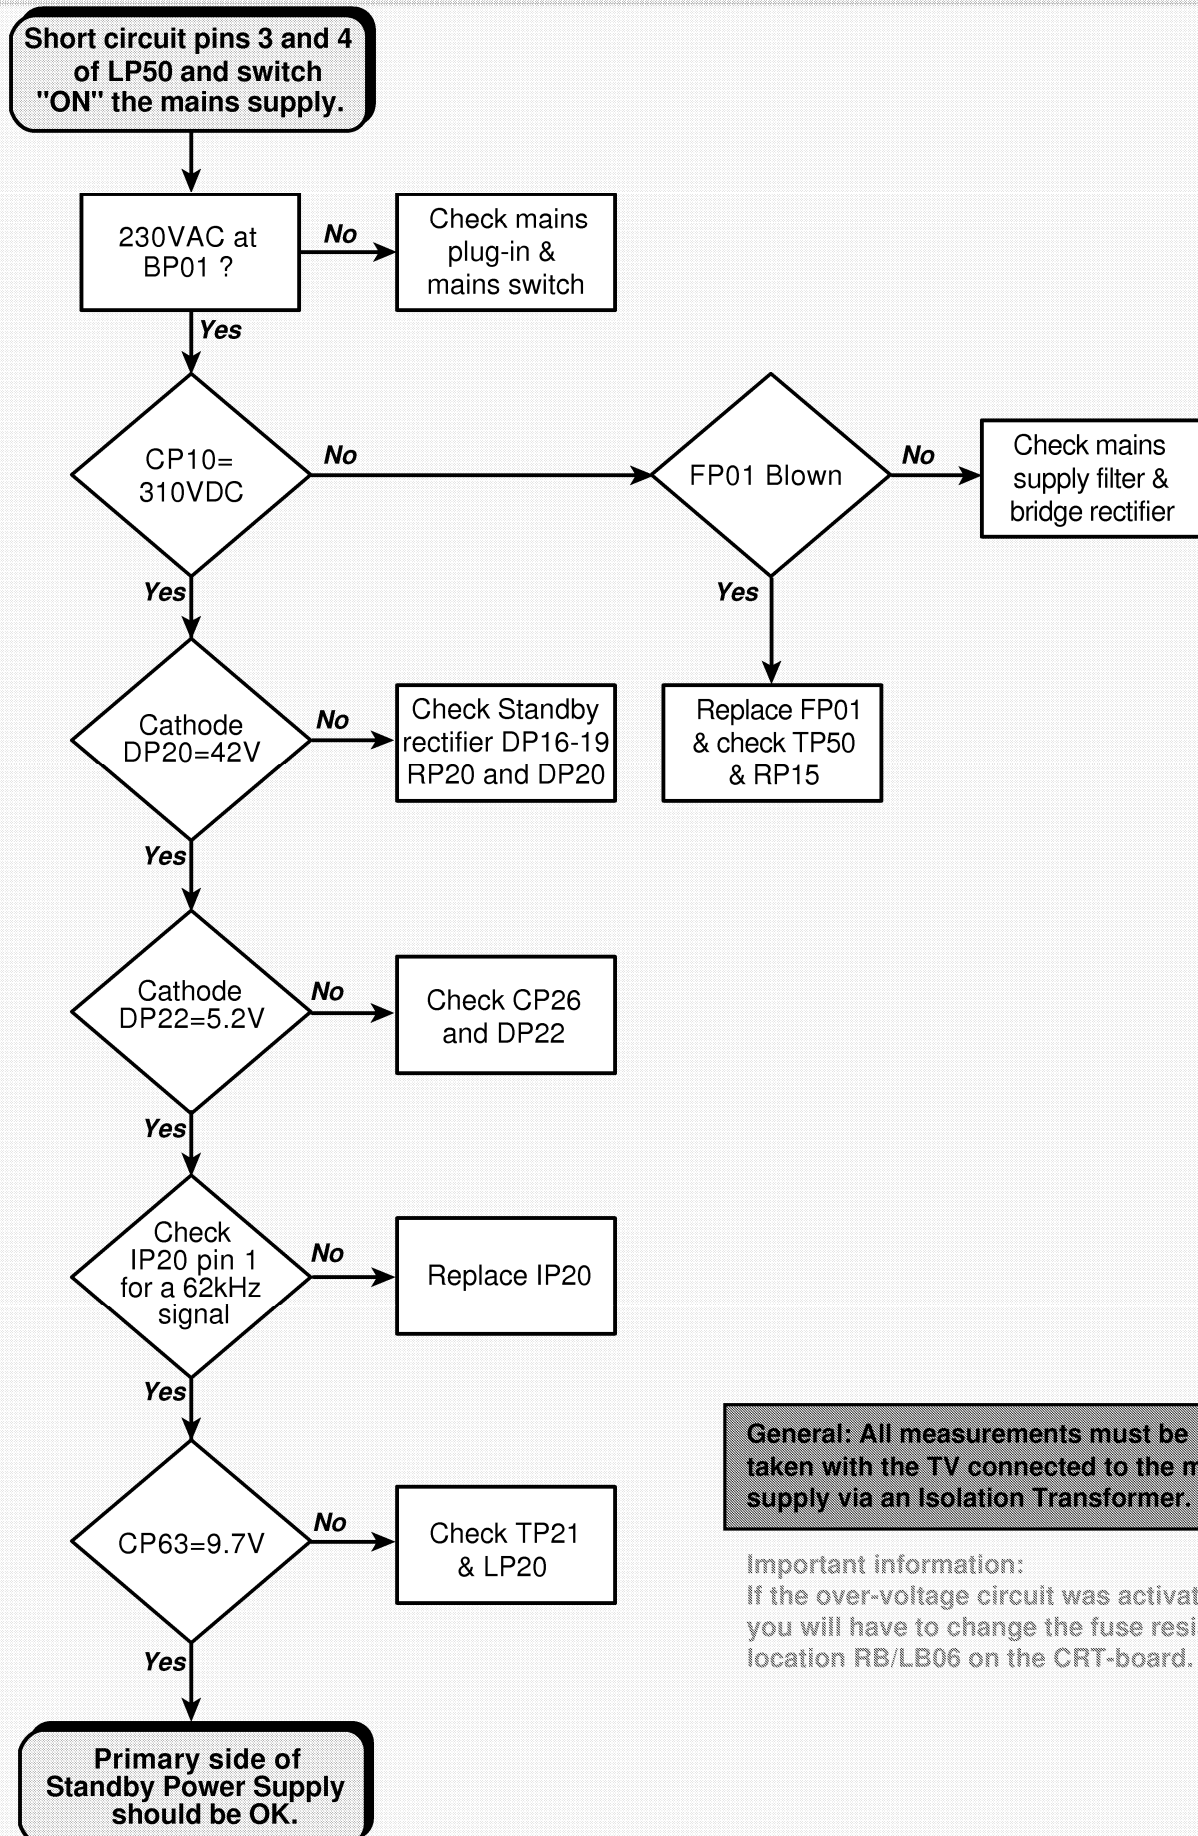 Short circuit pins 3 and 4
of LP50 and switch
"ON" the mains supply.
230VAC at
BP01 ?
No
Check mains
plug-in &
mains switch
Yes
CP10=
310VDC
No
FP01 Blown
No
Check mains
supply filter &
bridge rectifier
Yes
Yes
Cathode
DP20=42V
No
Check Standby
rectifier DP16-19
RP20 and DP20
Replace FP01
& check TP50
& RP15
Yes
Cathode
DP22=5.2V
No
Check CP26
and DP22
Yes
Check
IP20 pin 1
for a 62kHz
signal
No
Replace IP20
Yes
CP63=9.7V
No
Check TP21
& LP20
General: All measurements must be
taken with the TV connected to the
supply via an Isolation Transformer.
Important information:
If the over-voltage circuit was
you will have to change the fuse
location RB/LB06 on the CRT-board.
Yes
Primary side of
Standby Power Supply
should be OK.